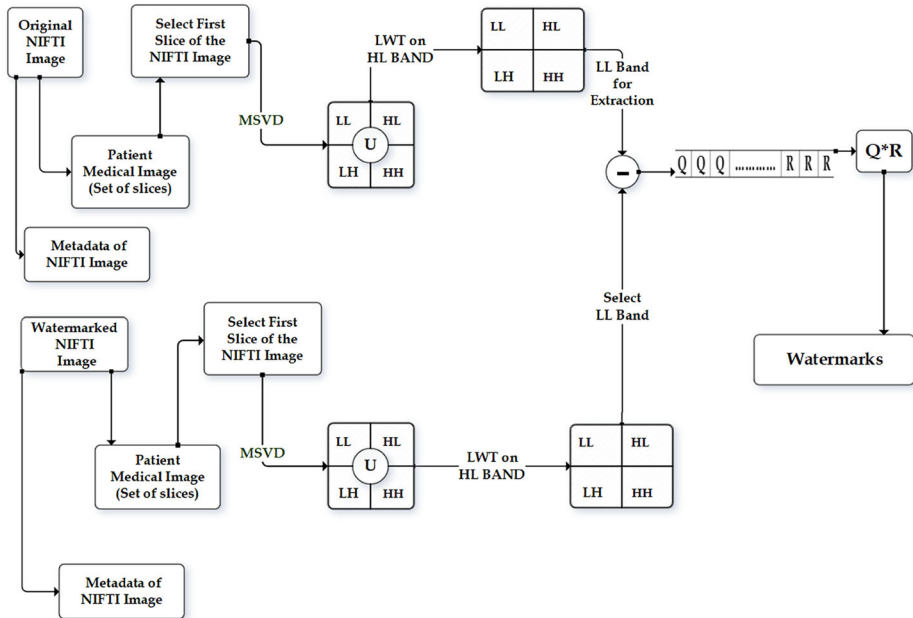 Original
NIFTI
Image
Select First
Slice of the
NIFTI Image
LWT on
HL BAND
LL HL
LH HH
LL Band
for
Extraction
MSVD
LL HL
U
LH HH
Patient
Medical Image
(Set of slices)
Metadata of
NIFTI Image
-
Q Q Q ............ R R R
Q*R
Watermarks
Select
LL Band
Watermarked
NIFTI
Image
Select First
Slice of the
NIFTI Image
MSVD
LL HL
U
LH HH
LWT on
HL BAND
LL HL
LH HH
Patient
Medical Image
(Set of slices)
Metadata of
NIFTI Image